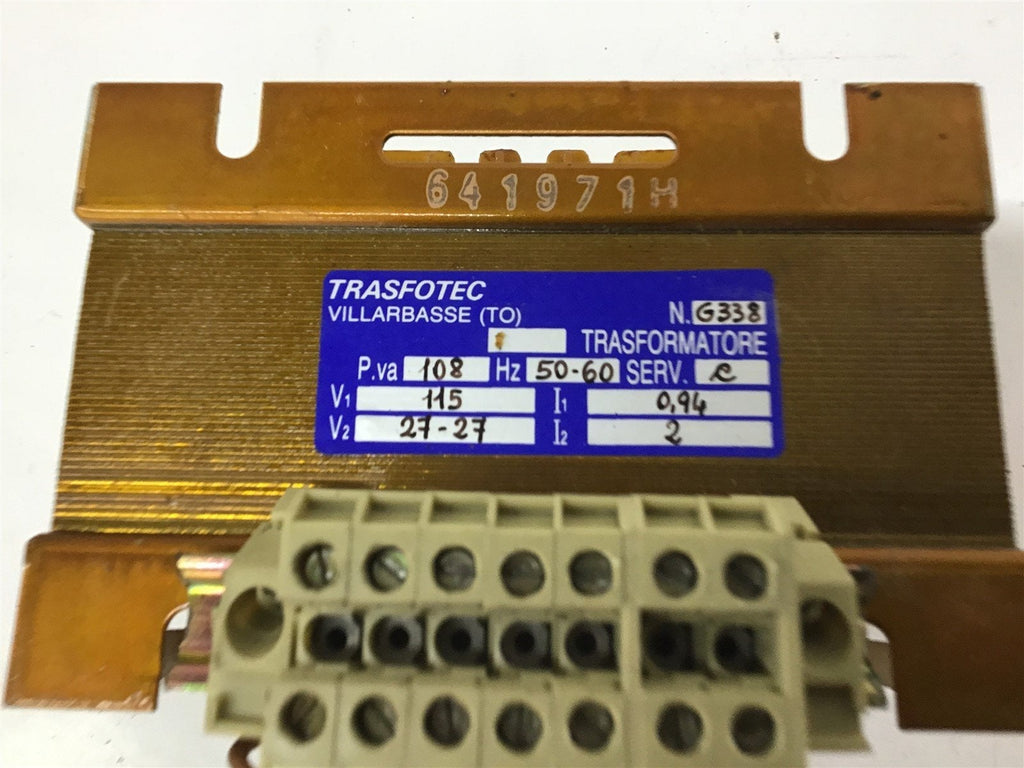 641971H
TRASFOTEC
VILLARBASSE (TO) N. G338
TRASFORMATORE
P.va 108 Hz 50-60 SERV. c
V1 115 I1 0,94
V2 27-27 I2 2